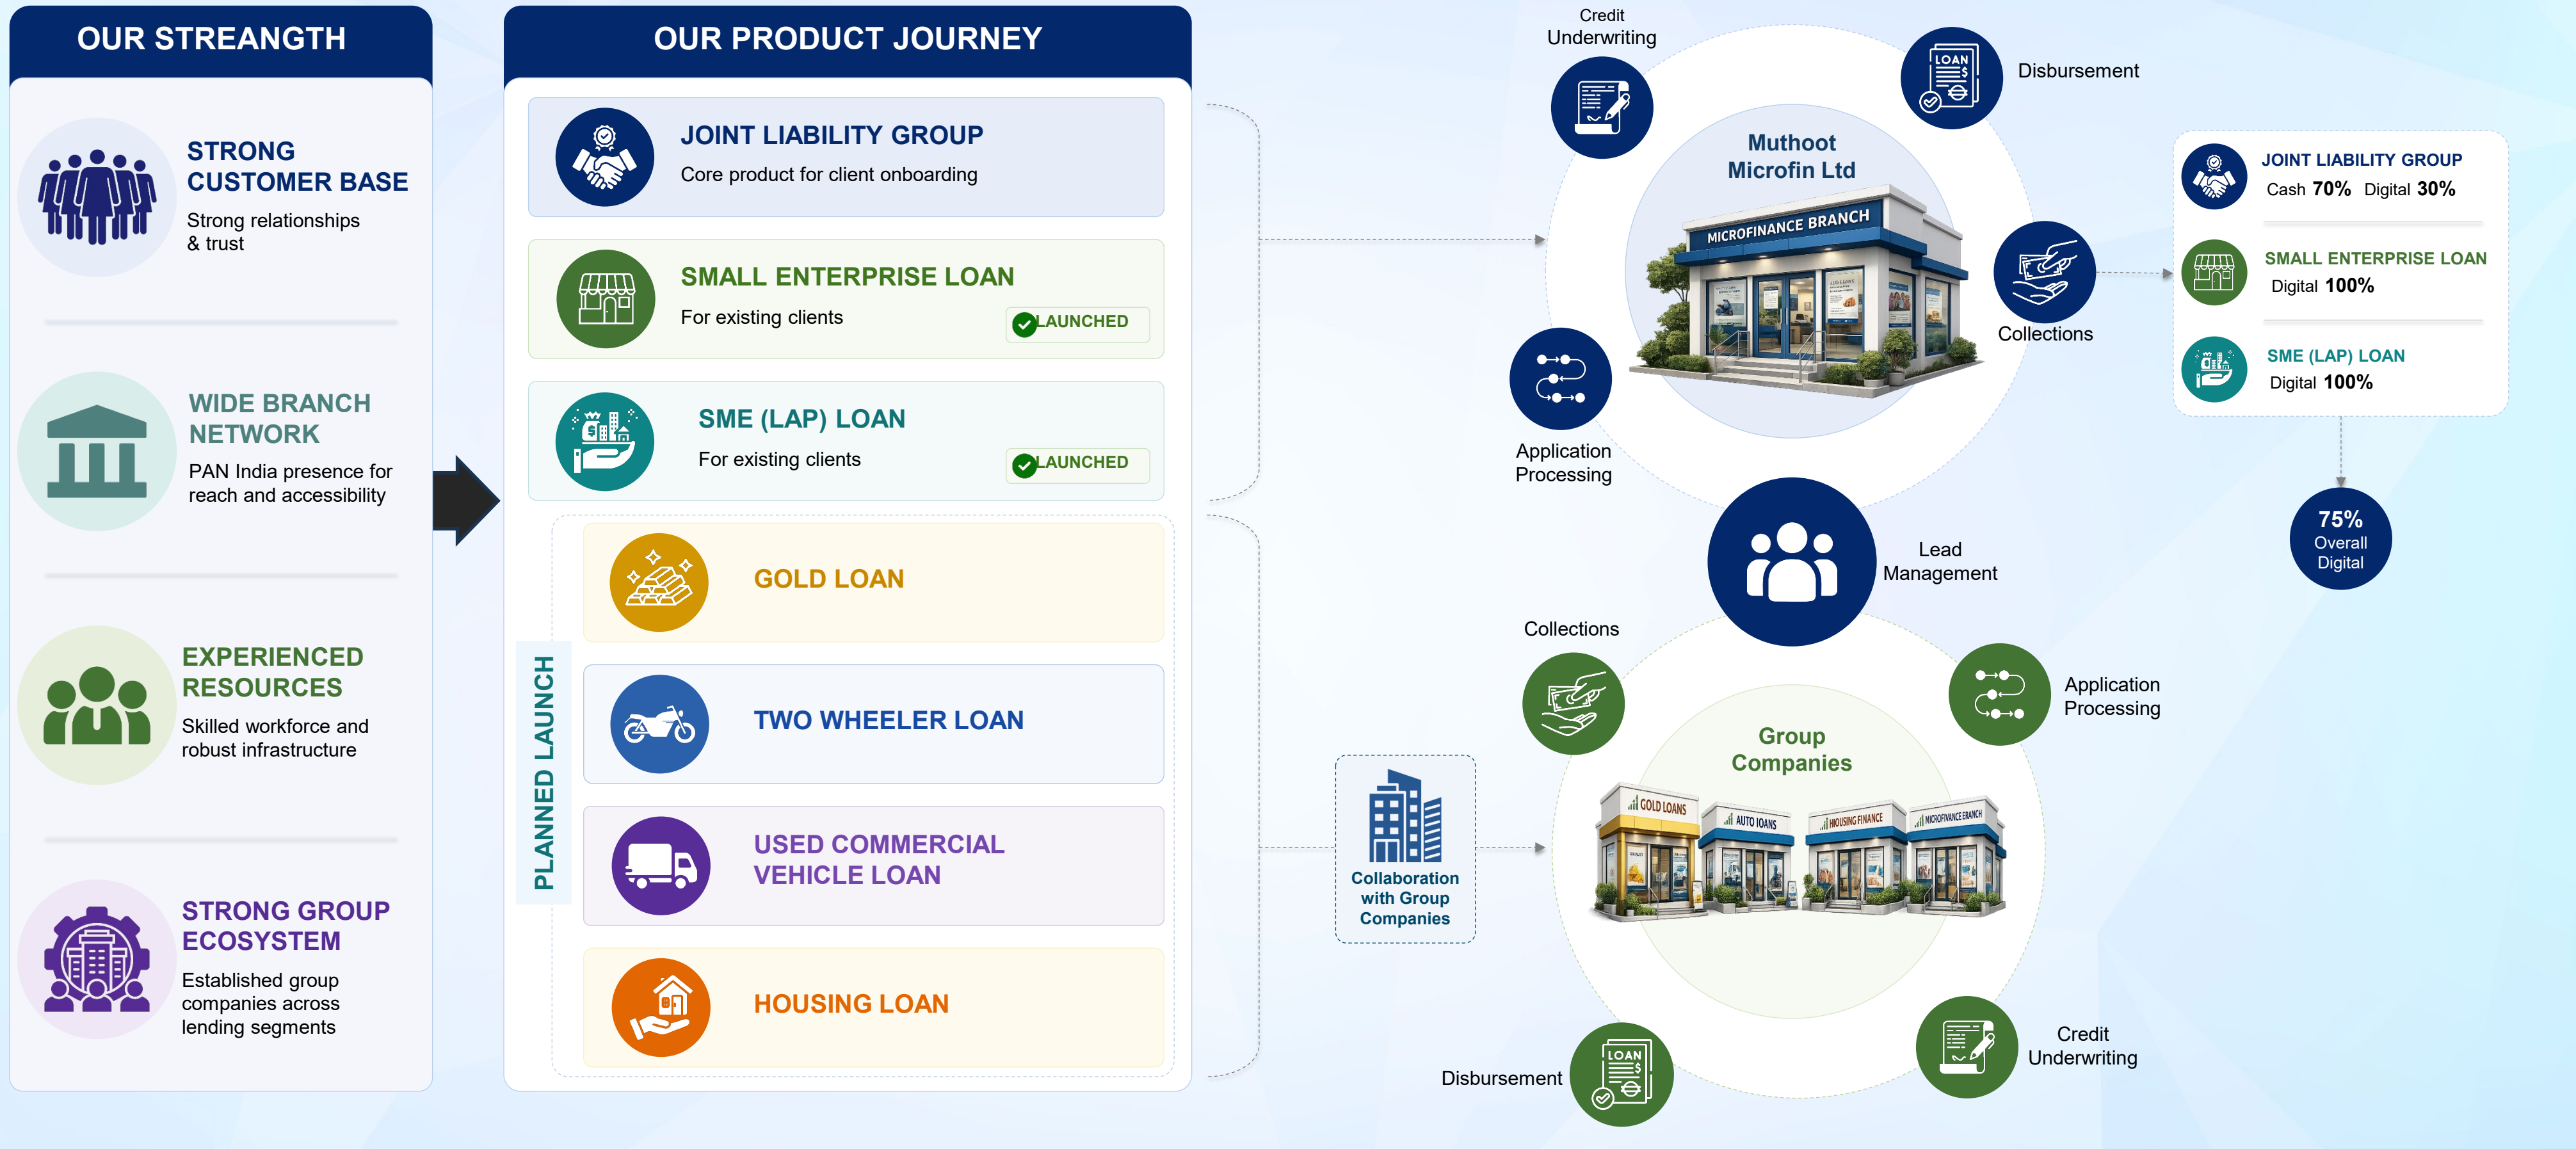 OUR STREANGTH
STRONG
CUSTOMER BASE
Strong relationships
& trust
WIDE BRANCH
NETWORK
PAN India presence for
reach and accessibility
EXPERIENCED
RESOURCES
Skilled workforce and
robust infrastructure
STRONG GROUP
ECOSYSTEM
Established group
companies across
lending segments
OUR PRODUCT JOURNEY
JOINT LIABILITY GROUP
Core product for client onboarding
SMALL ENTERPRISE LOAN
For existing clients
LAUNCHED
SME (LAP) LOAN
For existing clients
LAUNCHED
PLANNED LAUNCH
GOLD LOAN
TWO WHEELER LOAN
USED COMMERCIAL
VEHICLE LOAN
HOUSING LOAN
Credit
Underwriting
LOAN
Disbursement
Muthoot
Microfin Ltd
MICROFINANCE BRANCH
Collections
Application
Processing
Lead
Management
JOINT LIABILITY GROUP
Cash 70% Digital 30%
SMALL ENTERPRISE LOAN
Digital 100%
SME (LAP) LOAN
Digital 100%
75%
Overall
Digital
Collaboration
with Group
Companies
Collections
Application
Processing
Group
Companies
GOLD LOANS
AUTO IOANS
HIOUSING FINANCE
MICROFIVANCE ERANCH
Disbursement
LOAN
Credit
Underwriting